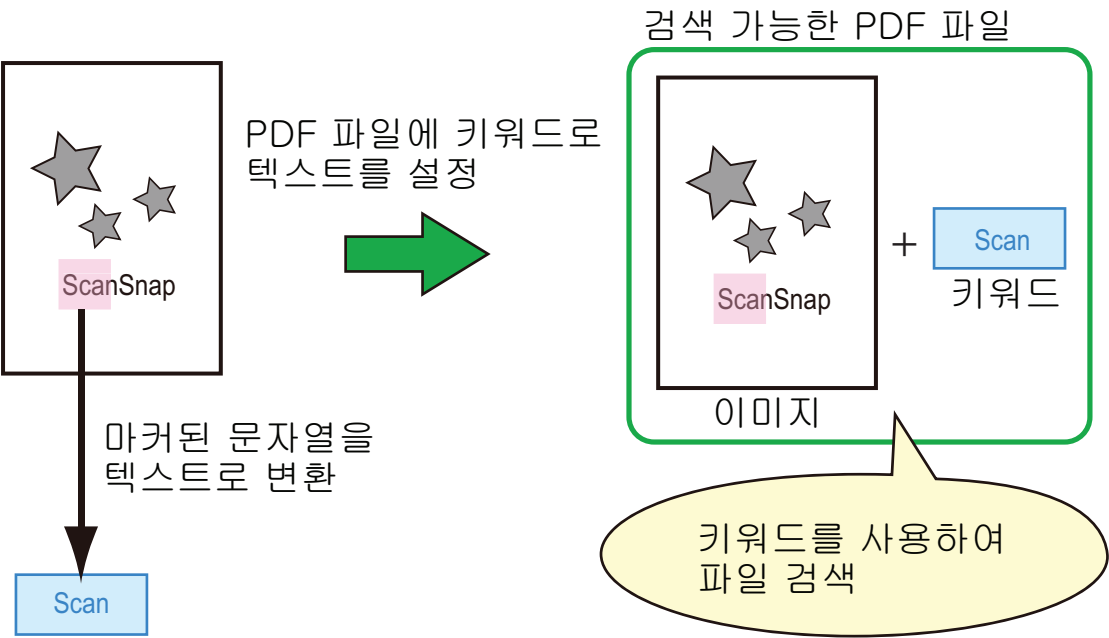 검색 가능한 PDF 파일
PDF 파일에 키워드로
텍스트를 설정
ScanSnap
마커된 문자열을
텍스트로 변환
Scan
ScanSnap
이미지
+
Scan
키워드
키워드를 사용하여
파일 검색